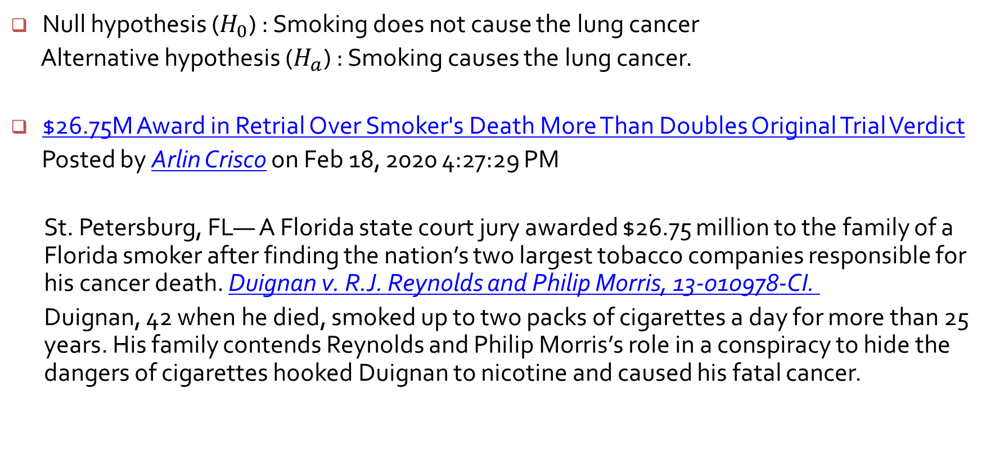 ❑ Null hypothesis (H₀) : Smoking does not cause the lung cancer
Alternative hypothesis (Hₐ) : Smoking causes the lung cancer.
❑ $26.75M Award in Retrial Over Smoker's Death More Than Doubles Original Trial Verdict
Posted by Arlin Crisco on Feb 18, 2020 4:27:29 PM
St. Petersburg, FL— A Florida state court jury awarded $26.75 million to the family of a
Florida smoker after finding the nation’s two largest tobacco companies responsible for
his cancer death. Duignan v. R.J. Reynolds and Philip Morris, 13-010978-CI.
Duignan, 42 when he died, smoked up to two packs of cigarettes a day for more than 25
years. His family contends Reynolds and Philip Morris’s role in a conspiracy to hide the
dangers of cigarettes hooked Duignan to nicotine and caused his fatal cancer.